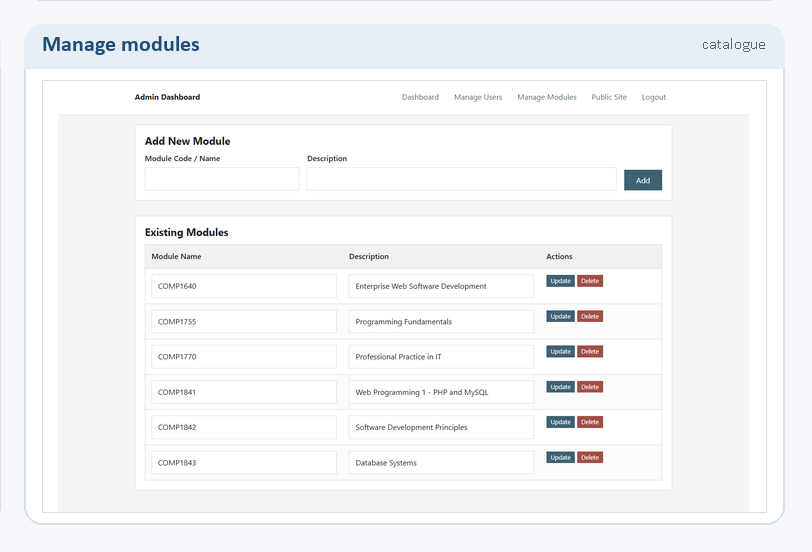 Manage modules catalogue
Admin Dashboard Dashboard Manage Users Manage Modules Public Site Logout
Add New Module
Module Code / Name Description
Add
Existing Modules
Module Name Description Actions
COMP1640 Enterprise Web Software Development Update Delete
COMP1755 Programming Fundamentals Update Delete
COMP1770 Professional Practice in IT Update Delete
COMP1841 Web Programming 1 - PHP and MySQL Update Delete
COMP1842 Software Development Principles Update Delete
COMP1843 Database Systems Update Delete